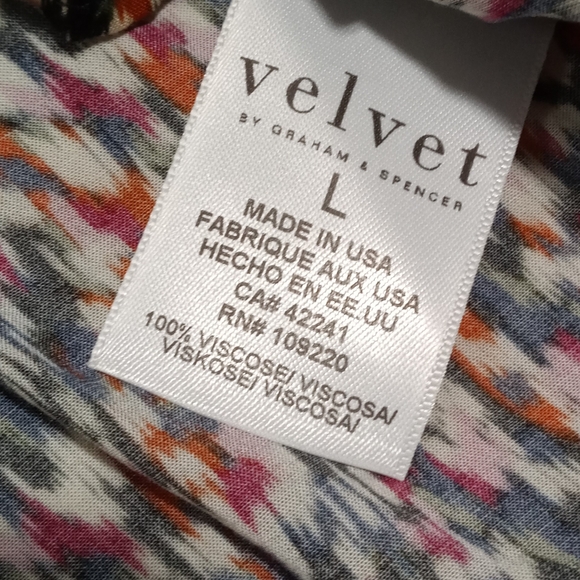 velvet
BY GRAHAM & SPENCER
L
MADE IN USA
FABRIQUE AUX USA
HECHO EN EE.UU
CA# 42241
RN# 109220
100% VISCOSE/ VISCOSA/
VISKOSE/ VISCOSA/